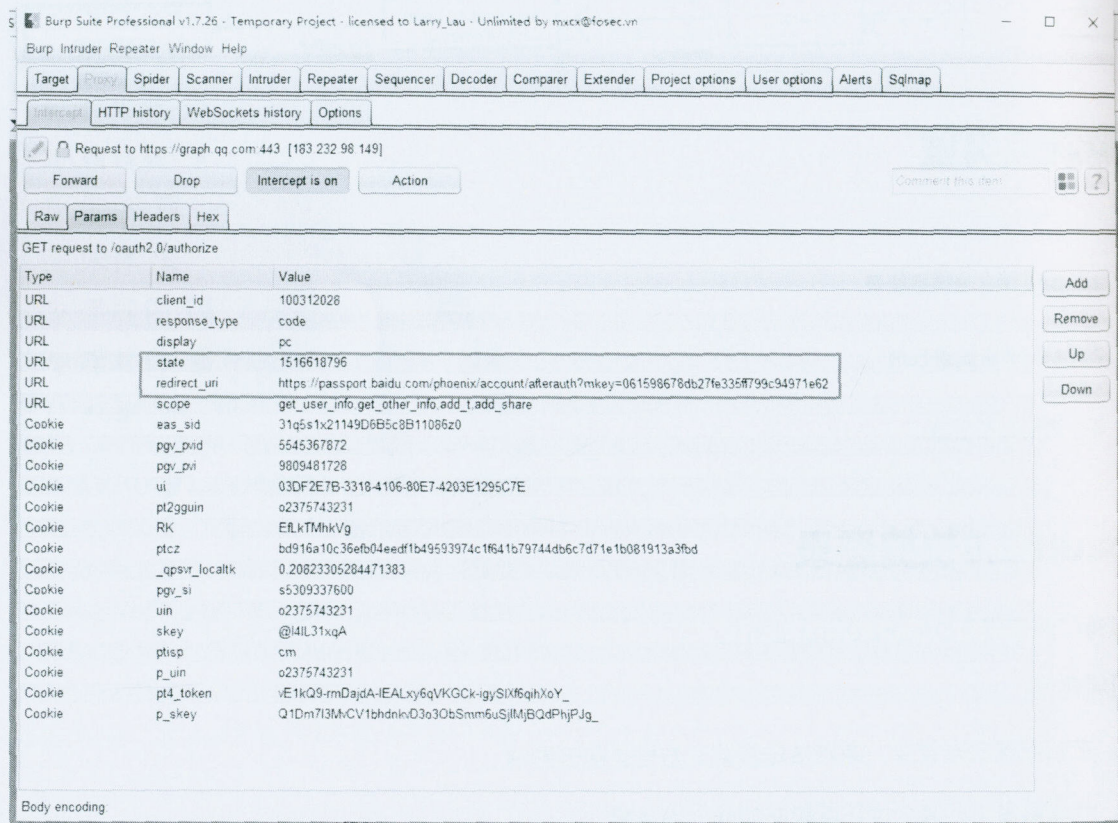 Burp Suite Professional v1.7.26 - Temporary Project - licensed to Larry_Lau - Unlimited by mxcx@fosec.vn
Burp Intruder Repeater Window Help
Target Proxy Spider Scanner Intruder Repeater Sequencer Decoder Comparer Extender Project options User options Alerts Sqlmap
Intercept HTTP history WebSockets history Options
Request to https://graph.qq.com:443 [183.232.98.149]
Forward Drop Intercept is on Action Comment this item ?
Raw Params Headers Hex
GET request to /oauth2.0/authorize
Type Name Value
URL client_id 100312028
URL response_type code
URL display pc
URL state 1516618796
URL redirect_uri https://passport.baidu.com/phoenix/account/afterauth?mkey=061598678db27fe335ff799c94971e62
URL scope get_user_info,get_other_info,add_t,add_share
Cookie eas_sid 31q5s1x21149D6B5c8B11086z0
Cookie pgv_pvid 5545367872
Cookie pgv_pvi 9809481728
Cookie ui 03DF2E7B-3318-4106-80E7-4203E1295C7E
Cookie pt2gguin o2375743231
Cookie RK EfLkTMhkVg
Cookie ptcz bd916a10c36efb04eedf1b49593974c1f641b79744db6c7d71e1b081913a3fbd
Cookie _qpsvr_localtk 0.20823305284471383
Cookie pgv_si s5309337600
Cookie uin o2375743231
Cookie skey @l4IL31xqA
Cookie ptisp cm
Cookie p_uin o2375743231
Cookie pt4_token
Cookie p_skey
Add
Remove
Up
Down
Body encoding: